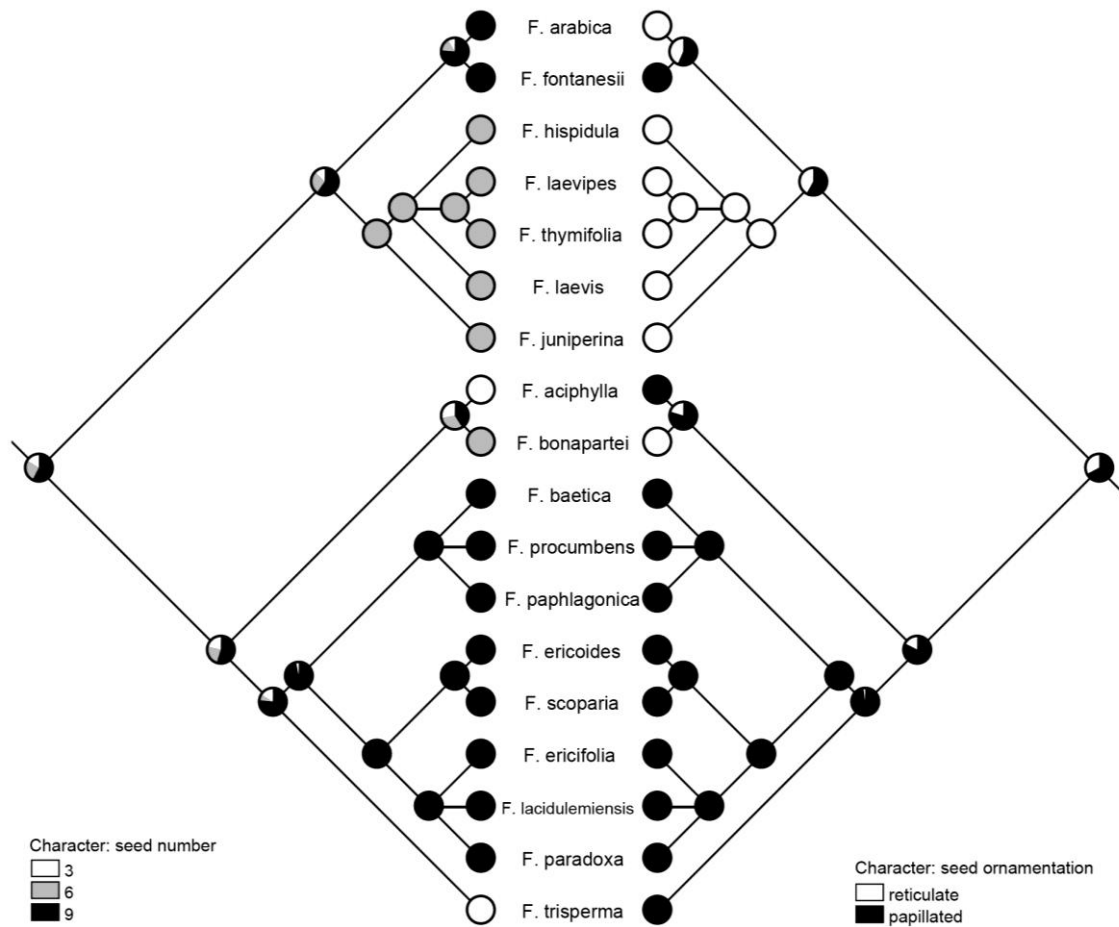 F. arabica
F. fontanesii
F. hispidula
F. laevipes
F. thymifolia
F. laevis
F. juniperina
F. aciphylla
F. bonapartei
F. baetica
F. procumbens
F. paphlagonica
F. ericoides
F. scoparia
F. ericifolia
F. lacidulemiensis
F. paradoxa
F. trisperma
Character: seed number
3
6
9
Character: seed ornamentation
reticulate
papillated